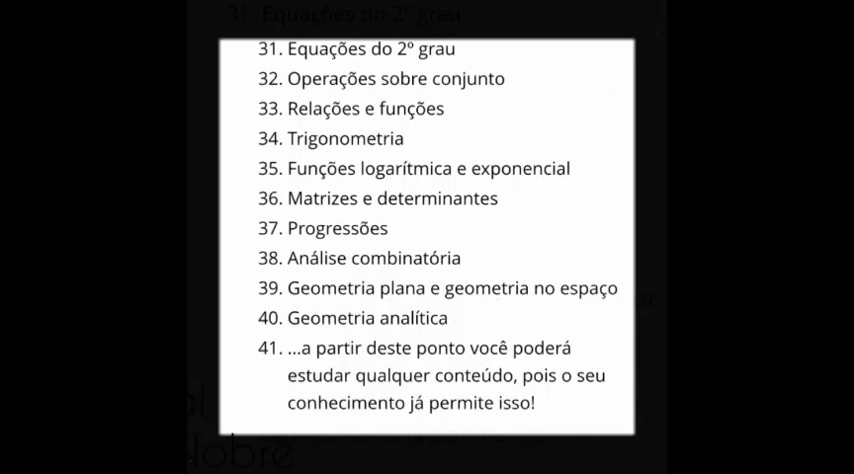 31. Equações do 2º grau
31. Equações do 2º grau
32. Operações sobre conjunto
33. Relações e funções
34. Trigonometria
35. Funções logarítmica e exponencial
36. Matrizes e determinantes
37. Progressões
38. Análise combinatória
39. Geometria plana e geometria no espaço
40. Geometria analítica
41. ...a partir deste ponto você poderá
estudar qualquer conteúdo, pois o seu
conhecimento já permite isso!